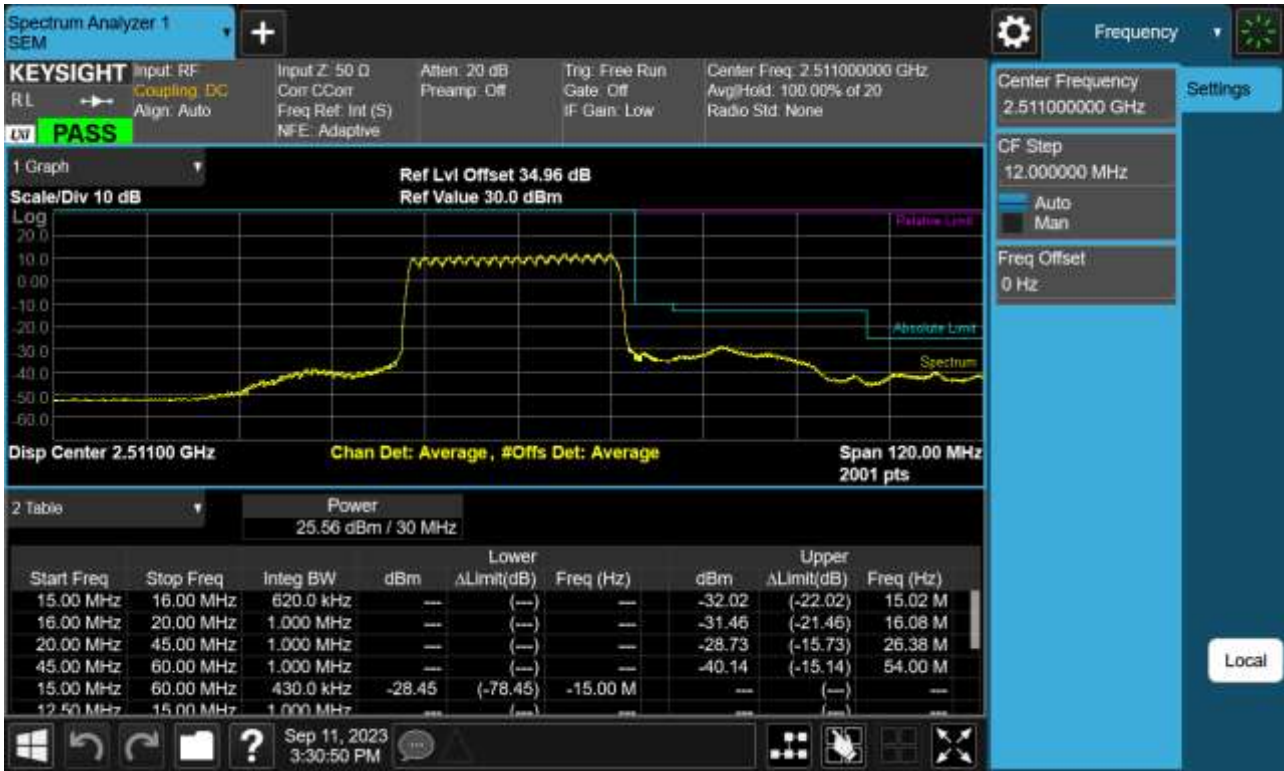 Spectrum Analyzer 1
SEM
+
Frequency
KEYSIGHT
RL
PASS
Input: RF
Coupling: DC
Align: Auto
Input Z: 50 Ω
Corr CCorr
Freq Ref: Int (S)
NFE: Adaptive
Atten: 20 dB
Preamp: Off
Trig: Free Run
Gate: Off
IF Gain: Low
Center Freq: 2.511000000 GHz
Avg|Hold: 100.00% of 20
Radio Std: None
Center Frequency
2.511000000 GHz
Settings
CF Step
12.000000 MHz
Auto
Man
Freq Offset
0 Hz
Local
1 Graph
Scale/Div 10 dB
Ref Lvl Offset 34.96 dB
Ref Value 30.0 dBm
Log
20.0
10.0
0.00
-10.0
-20.0
-30.0
-40.0
-50.0
-60.0
Relative Limit
Absolute Limit
Spectrum
Disp Center 2.51100 GHz
Chan Det: Average, #Offs Det: Average
Span 120.00 MHz
2001 pts
2 Table
Power
25.56 dBm / 30 MHz
Lower Upper
Start Freq Stop Freq Integ BW dBm ΔLimit(dB) Freq (Hz) dBm ΔLimit(dB) Freq (Hz)
15.00 MHz 16.00 MHz 620.0 kHz --- (---) --- -32.02 (-22.02) 15.02 M
16.00 MHz 20.00 MHz 1.000 MHz --- (---) --- -31.46 (-21.46) 16.08 M
20.00 MHz 45.00 MHz 1.000 MHz --- (---) --- -28.73 (-15.73) 26.38 M
45.00 MHz 60.00 MHz 1.000 MHz --- (---) --- -40.14 (-15.14) 54.00 M
15.00 MHz 60.00 MHz 430.0 kHz -28.45 (-78.45) -15.00 M --- (---) ---
12.50 MHz 15.00 MHz 1.000 MHz --- (---) --- --- (---) ---
?
Sep 11, 2023
3:30:50 PM